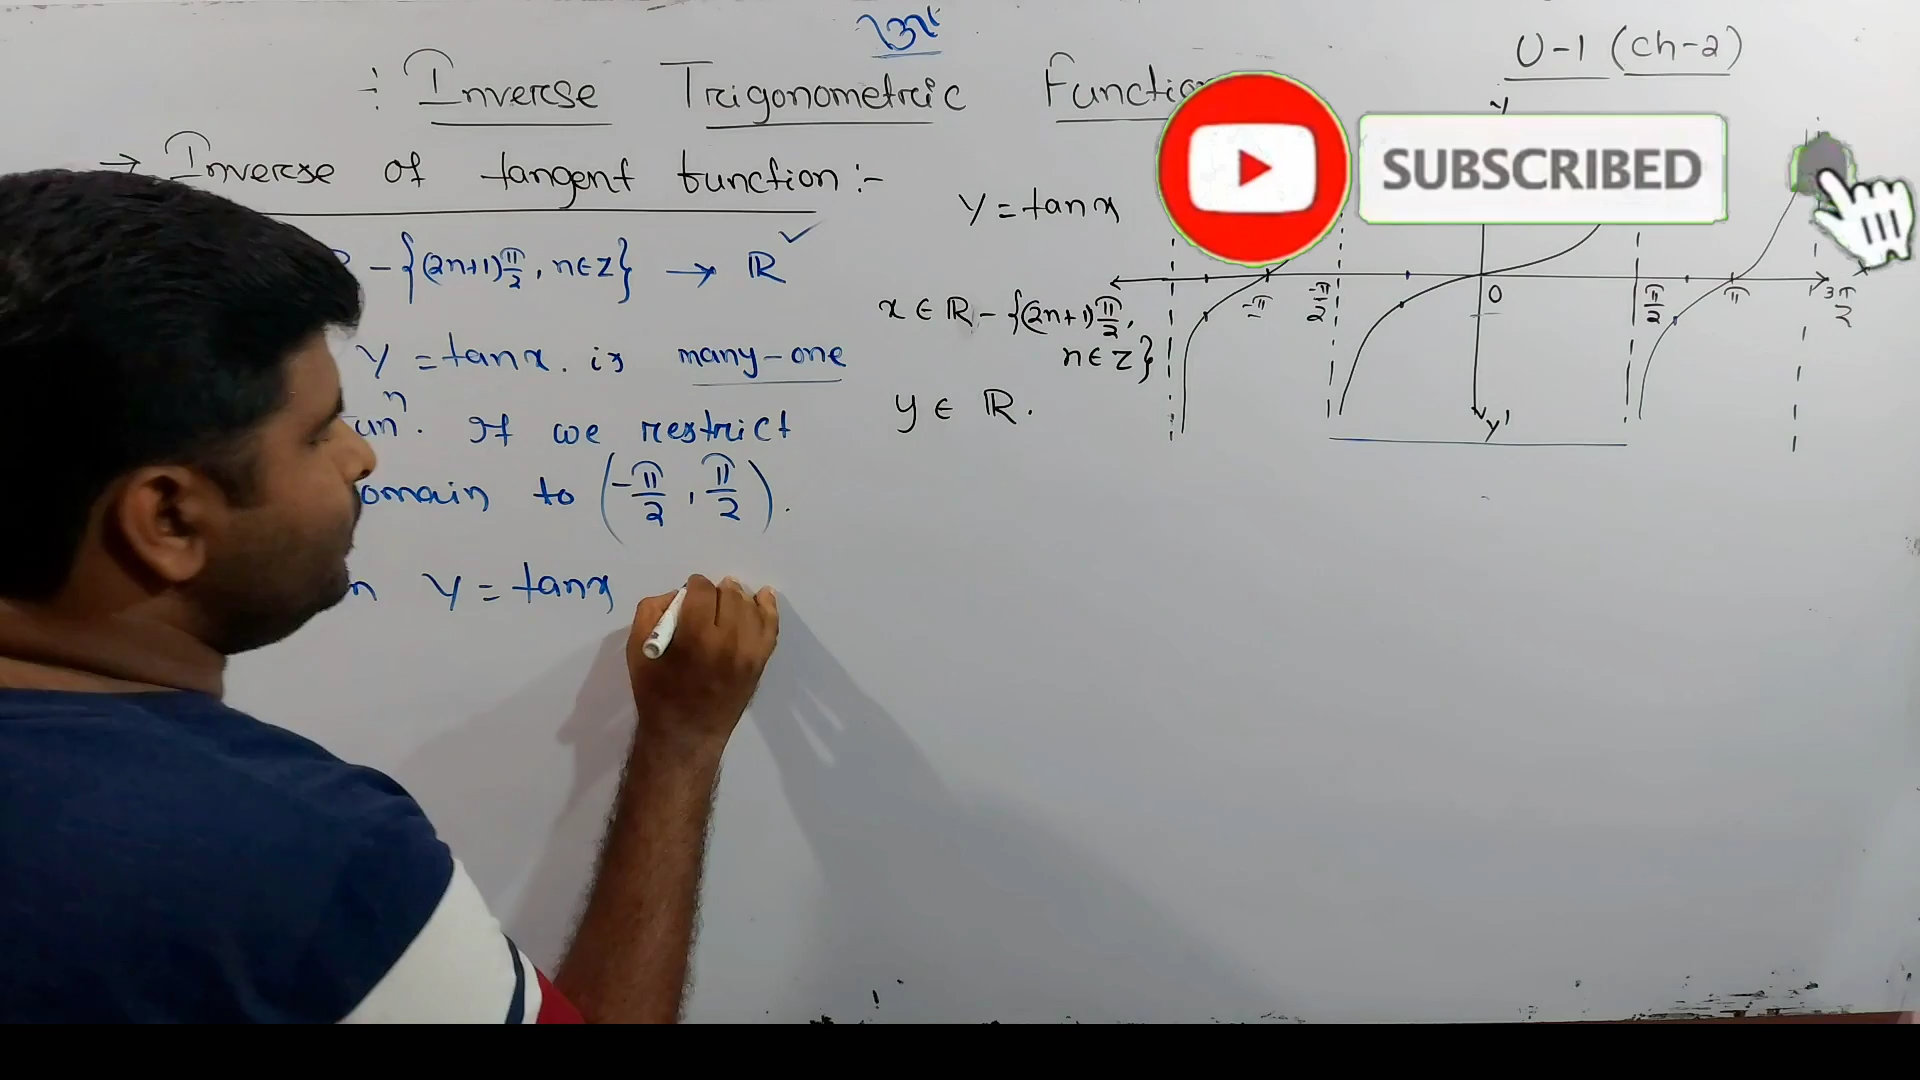 ଓଁ
U-1 (Ch-2)
÷ Inverse Trigonometric Functio
SUBSCRIBED
→ Inverse of tangent function :-
- {(2n+1)π/2, n∈Z} → R ✓
y = tanx. is many-one
n
. If we restrict
omain to (-π/2, π/2).
n y = tanx
y = tanx
x ∈ R - {(2n+1)π/2,
n ∈ Z}
y ∈ R.
Y
-π -π/2 0 π/2 π 3π/2 X
Y'